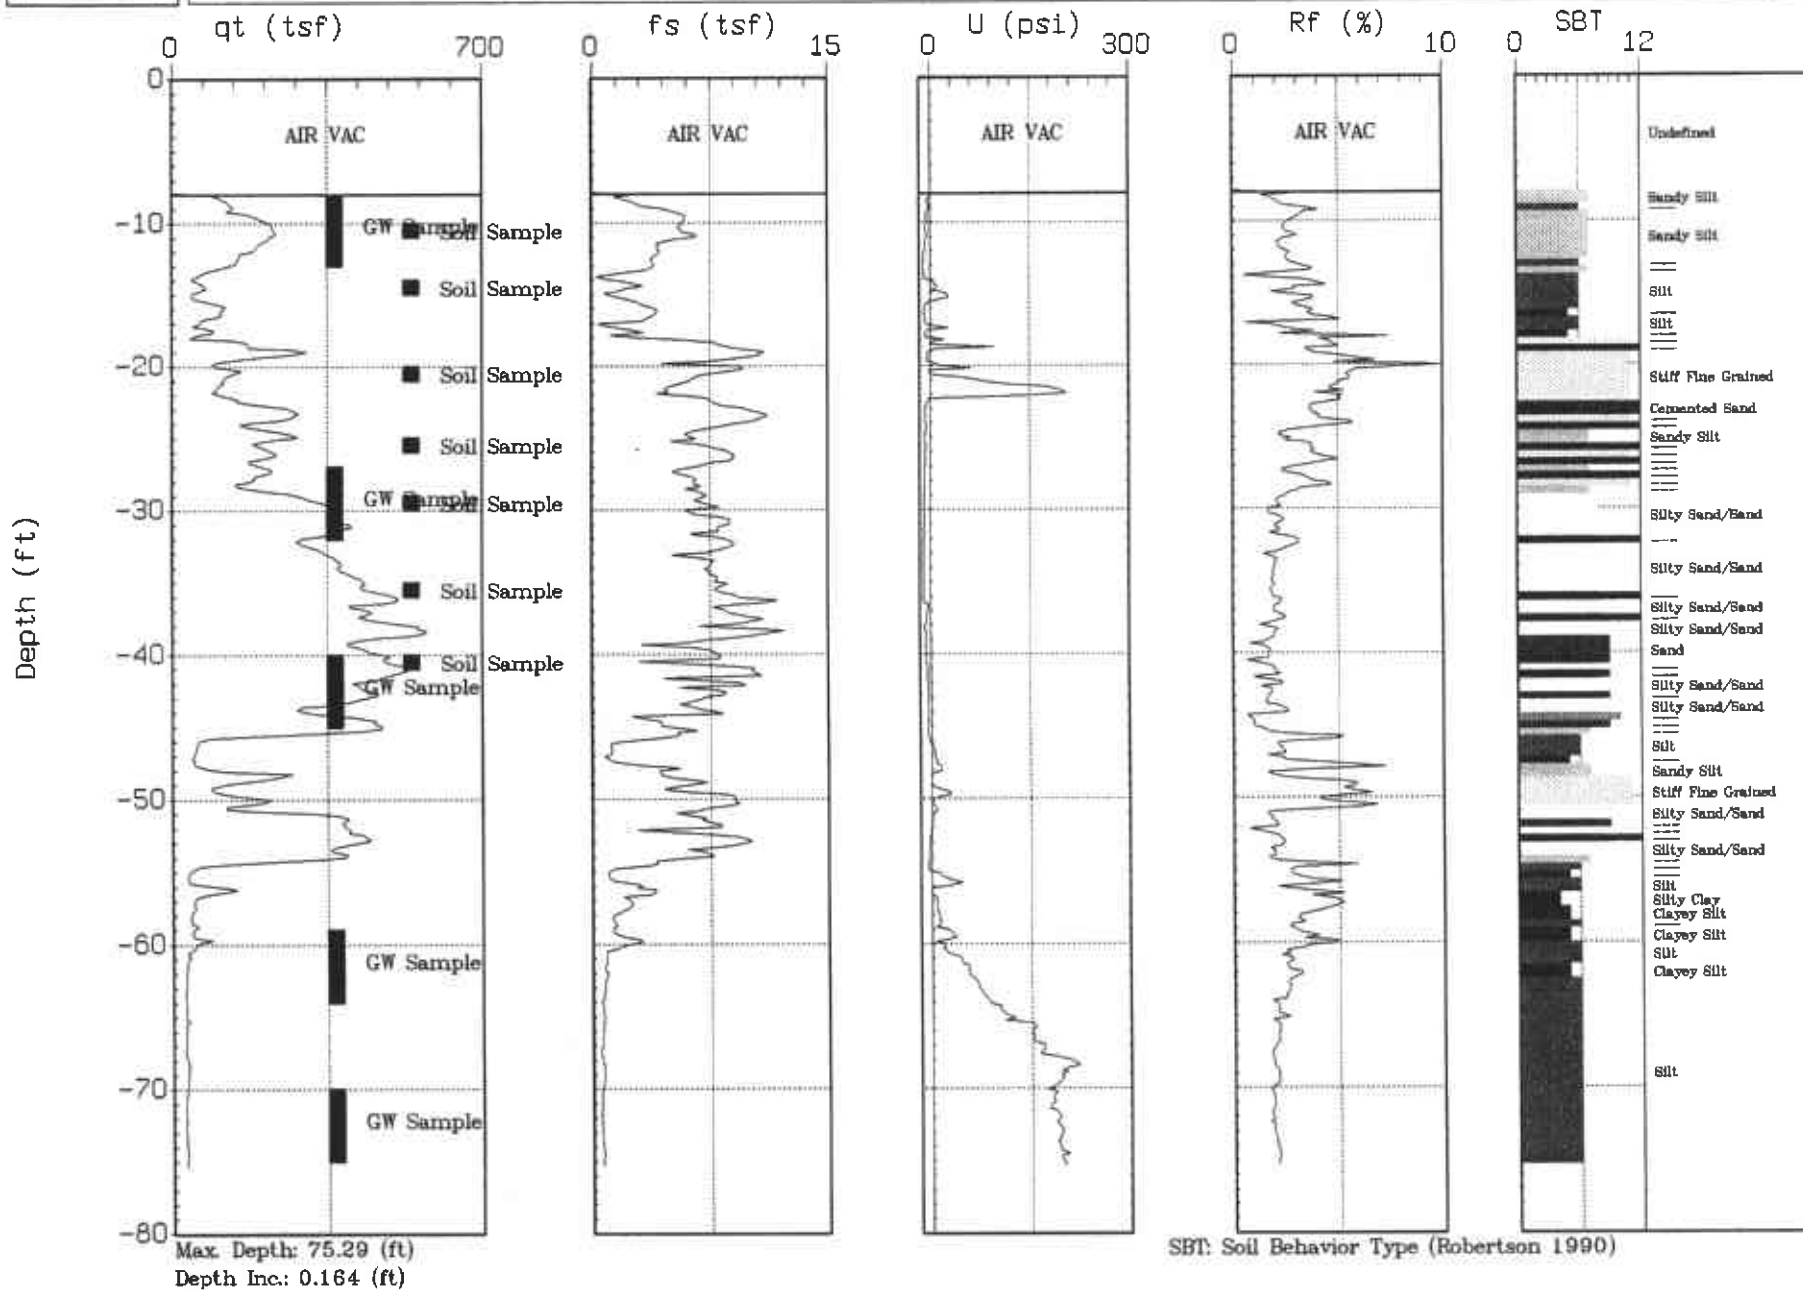 qt (tsf)
0 700
fs (tsf)
0 15
U (psi)
0 300
Rf (%)
0 10
SBT
0 12
Depth (ft)
0
-10
-20
-30
-40
-50
-60
-70
-80
AIR VAC
AIR VAC
AIR VAC
AIR VAC
GW Sample
Soil Sample
Soil Sample
Soil Sample
Soil Sample
GW Sample
Soil Sample
Soil Sample
Soil Sample
GW Sample
GW Sample
GW Sample
Undefined
Sandy Silt
Sandy Silt
Silt
Silt
Stiff Fine Grained
Cemented Sand
Sandy Silt
Silty Sand/Sand
Silty Sand/Sand
Silty Sand/Sand
Silty Sand/Sand
Sand
Silty Sand/Sand
Silty Sand/Sand
Silt
Sandy Silt
Stiff Fine Grained
Silty Sand/Sand
Silty Sand/Sand
Silt
Silty Clay
Clayey Silt
Clayey Silt
Silt
Clayey Silt
Silt
Max. Depth: 75.29 (ft)
Depth Inc.: 0.164 (ft)
SBT: Soil Behavior Type (Robertson 1990)